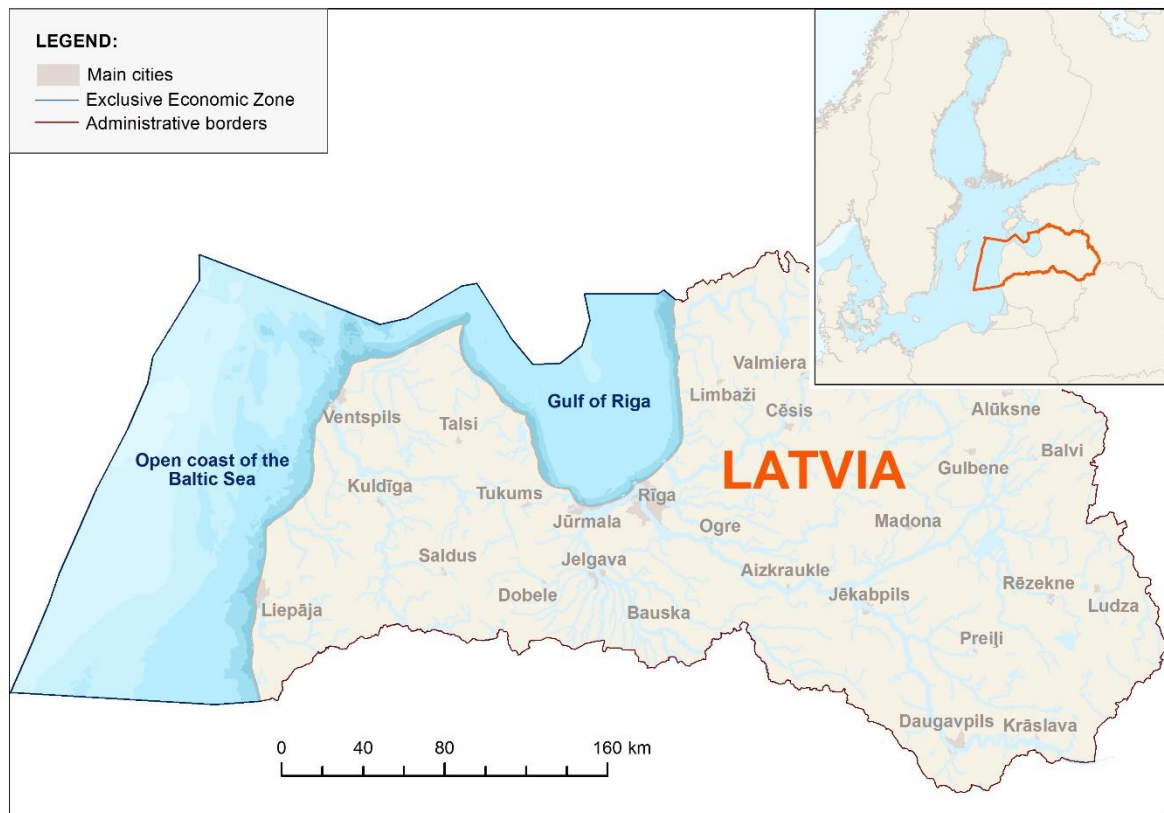 LEGEND:
Main cities
Exclusive Economic Zone
Administrative borders
Valmiera
Limbaži
Cēsis
Alūksne
Gulf of Riga
Ventspils
Talsi
Balvi
Open coast of the
Baltic Sea
LATVIA
Gulbene
Kuldīga
Tukums
Rīga
Jūrmala
Ogre
Madona
Saldus
Jelgava
Aizkraukle
Rēzekne
Dobele
Jēkabpils
Ludza
Liepāja
Bauska
Preiļi
Daugavpils
Krāslava
0 40 80 160 km